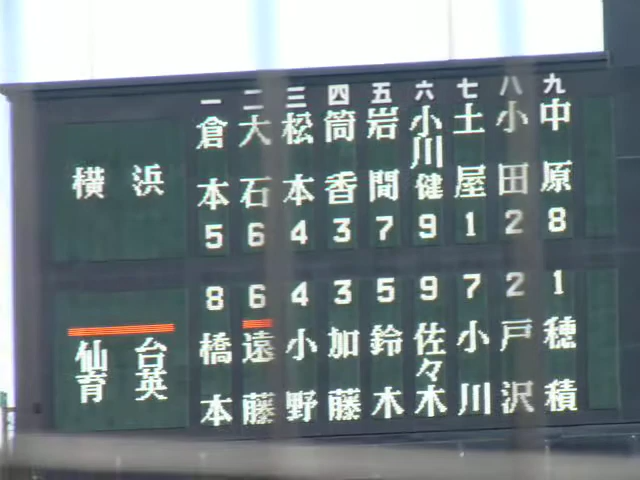 一 二 三 四 五 六 七 八 九
横浜
倉本 大石 松本 筒香 岩間 小川健 土屋 小田 中原
5 6 4 3 7 9 1 2 8
8 6 4 3 5 9 7 2 1
仙台育英
橋本 遠藤 小野 加藤 鈴木 佐々木 小川 戸沢 穂積